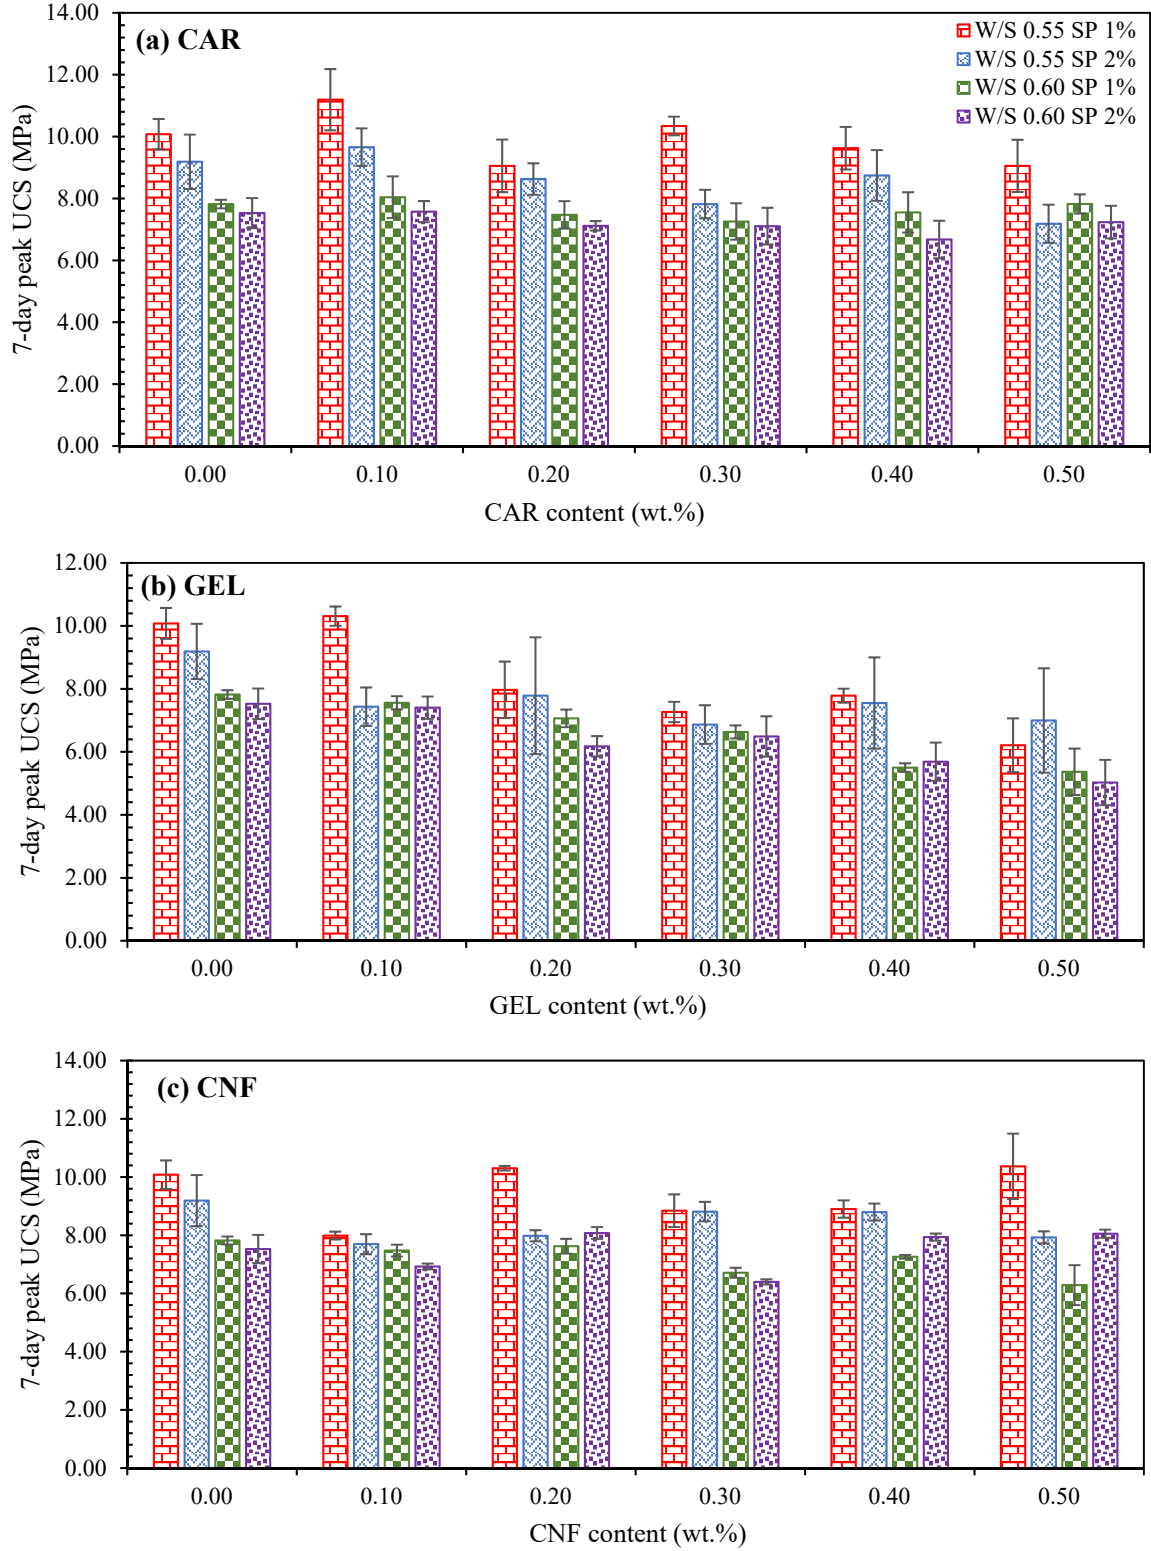 (a) CAR
W/S 0.55 SP 1%
W/S 0.55 SP 2%
W/S 0.60 SP 1%
W/S 0.60 SP 2%
7-day peak UCS (MPa)
14.00
12.00
10.00
8.00
6.00
4.00
2.00
0.00
0.00 0.10 0.20 0.30 0.40 0.50
CAR content (wt.%)
(b) GEL
7-day peak UCS (MPa)
12.00
10.00
8.00
6.00
4.00
2.00
0.00
0.00 0.10 0.20 0.30 0.40 0.50
GEL content (wt.%)
(c) CNF
7-day peak UCS (MPa)
14.00
12.00
10.00
8.00
6.00
4.00
2.00
0.00
0.00 0.10 0.20 0.30 0.40 0.50
CNF content (wt.%)